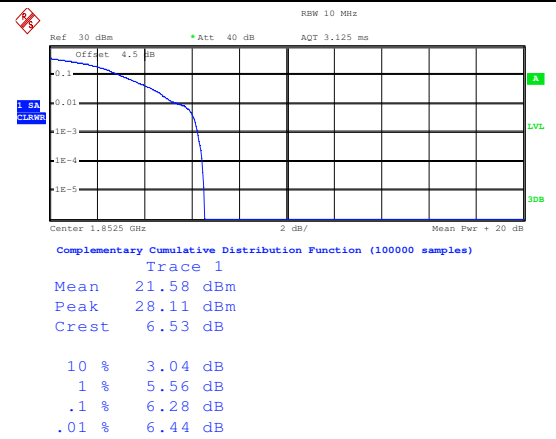 R S
RBW 10 MHz
Ref 30 dBm * Att 40 dB AQT 3.125 ms
Offset 4.5 dB
0.1
A
1 SA
CLRWR
0.01
1E-3
LVL
1E-4
1E-5
3DB
Center 1.8525 GHz 2 dB/ Mean Pwr + 20 dB
Complementary Cumulative Distribution Function (100000 samples)
Trace 1
Mean 21.58 dBm
Peak 28.11 dBm
Crest 6.53 dB
10 % 3.04 dB
1 % 5.56 dB
.1 % 6.28 dB
.01 % 6.44 dB